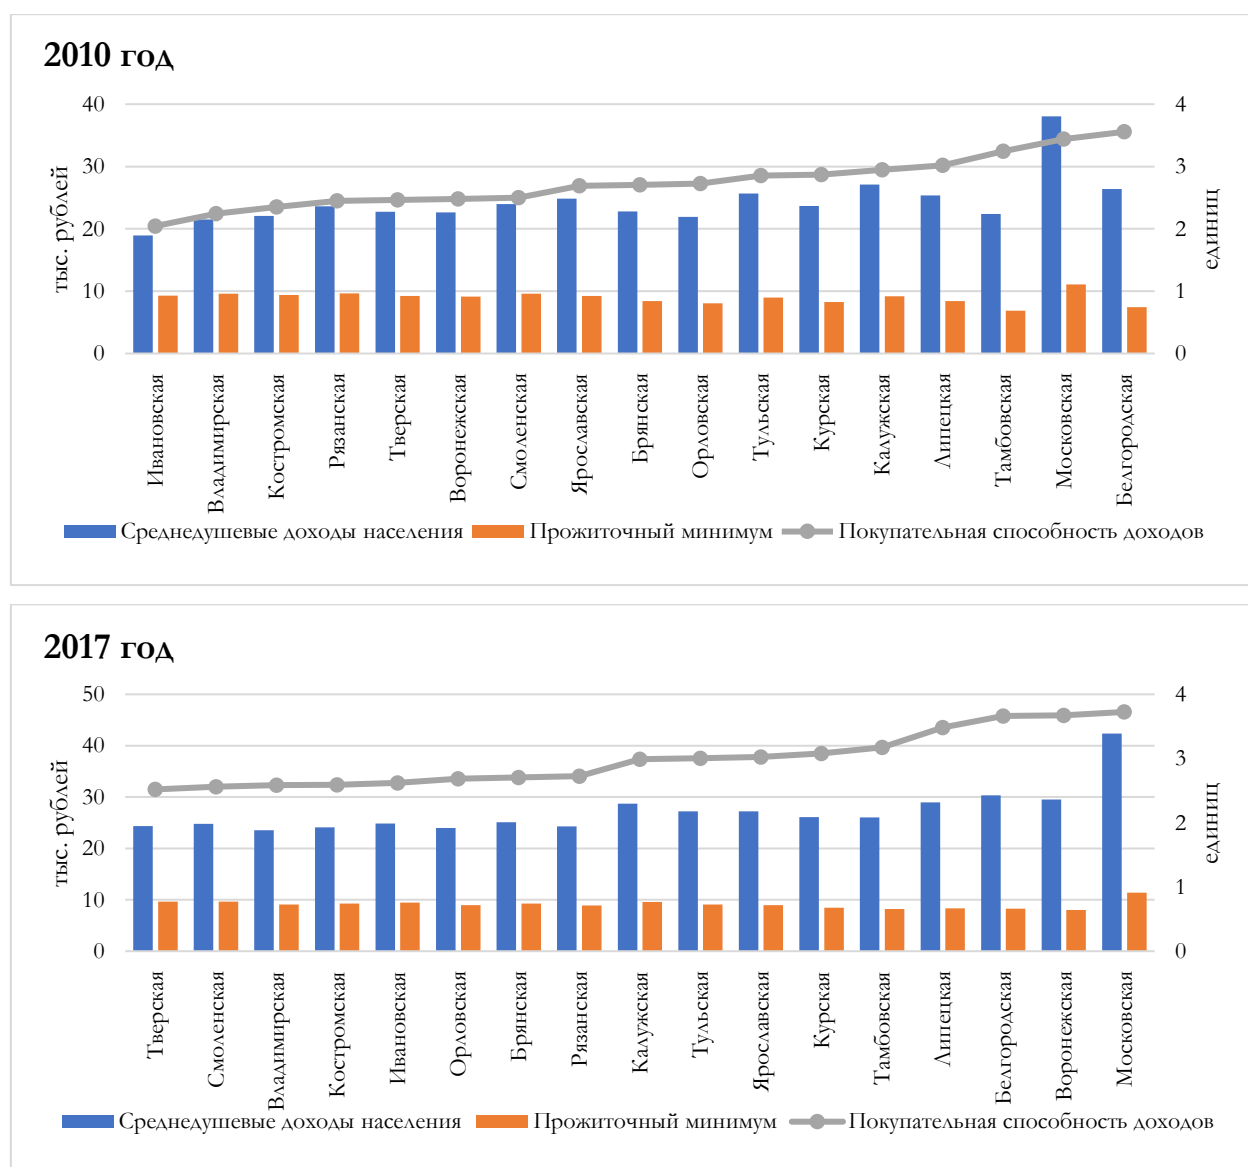 2010 год
тыс. рублей
40
30
20
10
0
4
3
2
1
0
единиц
Ивановская
Владимирская
Костромская
Рязанская
Тверская
Воронежская
Смоленская
Ярославская
Брянская
Орловская
Тульская
Курская
Калужская
Липецкая
Тамбовская
Московская
Белгородская
Среднедушевые доходы населения Прожиточный минимум Покупательная способность доходов
2017 год
тыс. рублей
50
40
30
20
10
0
4
3
2
1
0
единиц
Тверская
Смоленская
Владимирская
Костромская
Ивановская
Орловская
Брянская
Рязанская
Калужская
Тульская
Ярославская
Курская
Тамбовская
Липецкая
Белгородская
Воронежская
Московская
Среднедушевые доходы населения Прожиточный минимум Покупательная способность доходов